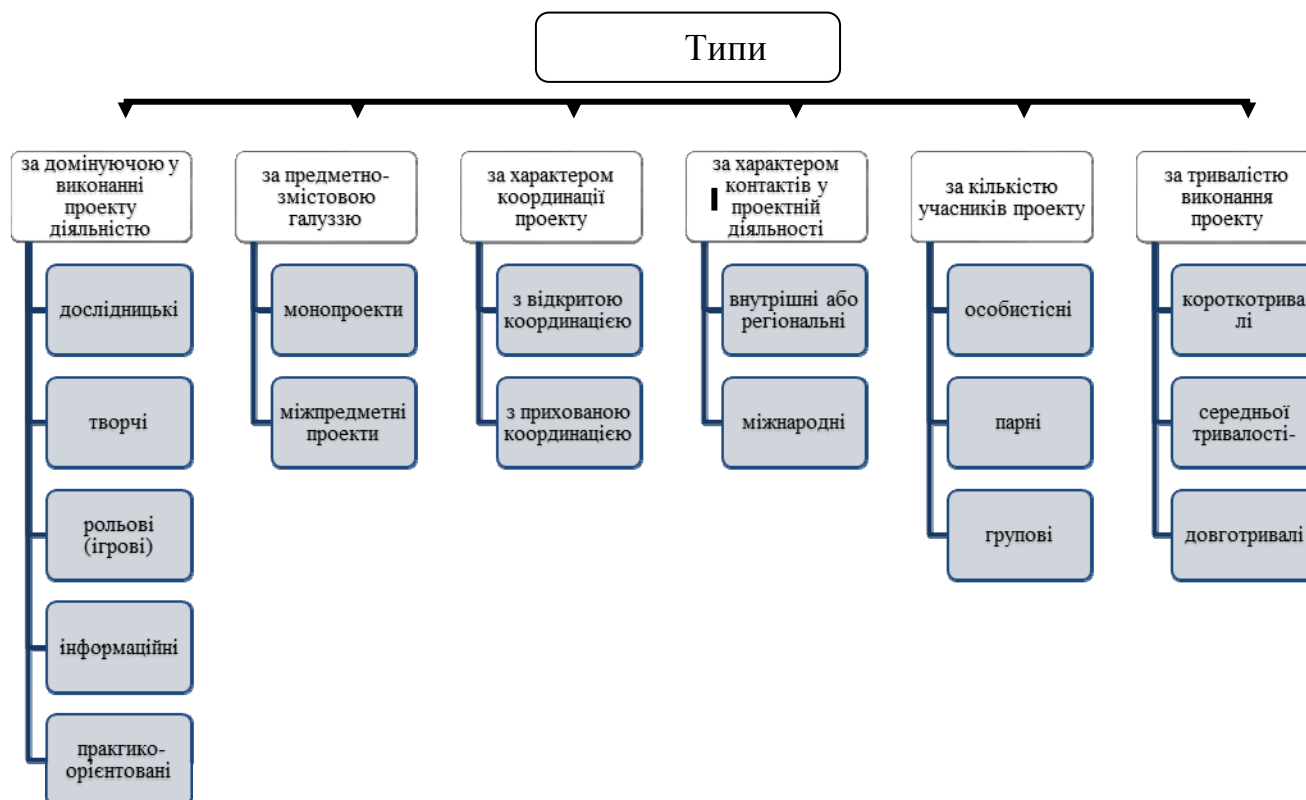 Типи
за домінуючою у
виконанні
проекту
діяльністю
дослідницькі
творчі
рольові
(ігрові)
інформаційні
практико-
орієнтовані
за предметно-
змістовою
галуззю
монопроекти
міжпредметні
проекти
за характером
координації
проекту
з відкритою
координацією
з прихованою
координацією
за характером
контактів у
проектній
діяльності
внутрішні або
регіональні
міжнародні
за кількістю
учасників проекту
особистісні
парні
групові
за тривалістю
виконання
проекту
короткотрива
лі
середньої
тривалості-
довготривалі